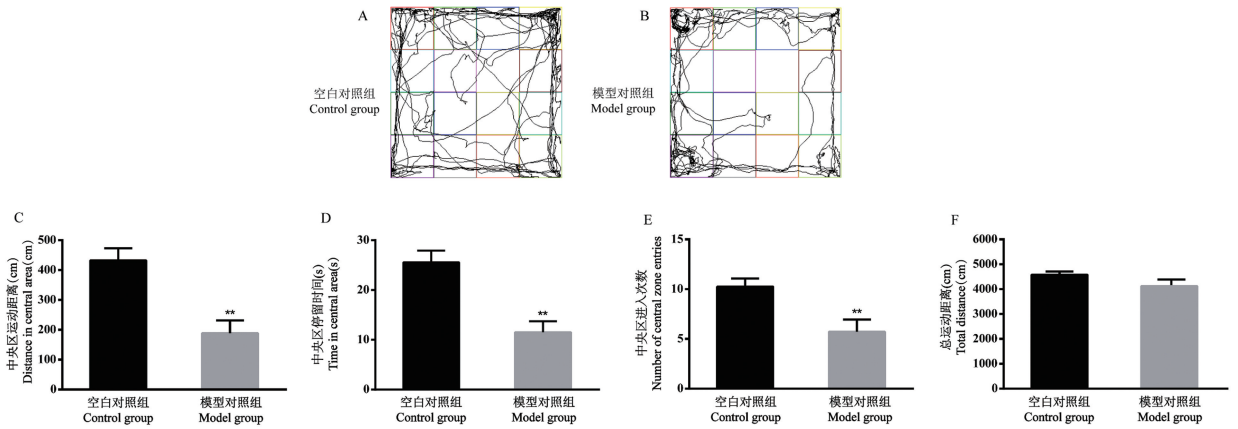 A
空白对照组
Control group
B
模型对照组
Model group
C
中央区运动距离(cm)
Distance in central area(cm)
500
400
300
200
100
0
**
空白对照组
Control group
模型对照组
Model group
D
中央区停留时间(s)
Time in central area(s)
30
20
10
0
**
空白对照组
Control group
模型对照组
Model group
E
中央区进入次数
Number of central zone entries
15
10
5
0
**
空白对照组
Control group
模型对照组
Model group
F
总运动距离(cm)
Total distance(cm)
6000
5000
4000
3000
2000
1000
0
空白对照组
Control group
模型对照组
Model group